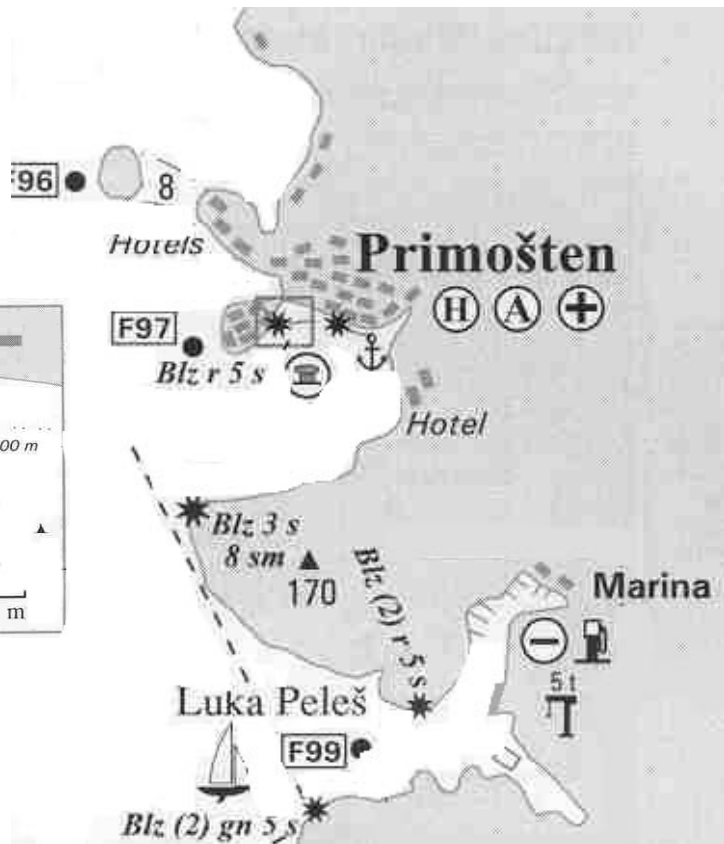 F96
8
Hotels
Primošten
H A
F97
Blz r 5 s
Hotel
00 m
Blz 3 s
8 sm
170
Blz (2) r 5 s
Marina
m
5 t
Luka Peleš
F99
Blz (2) gn 5 s